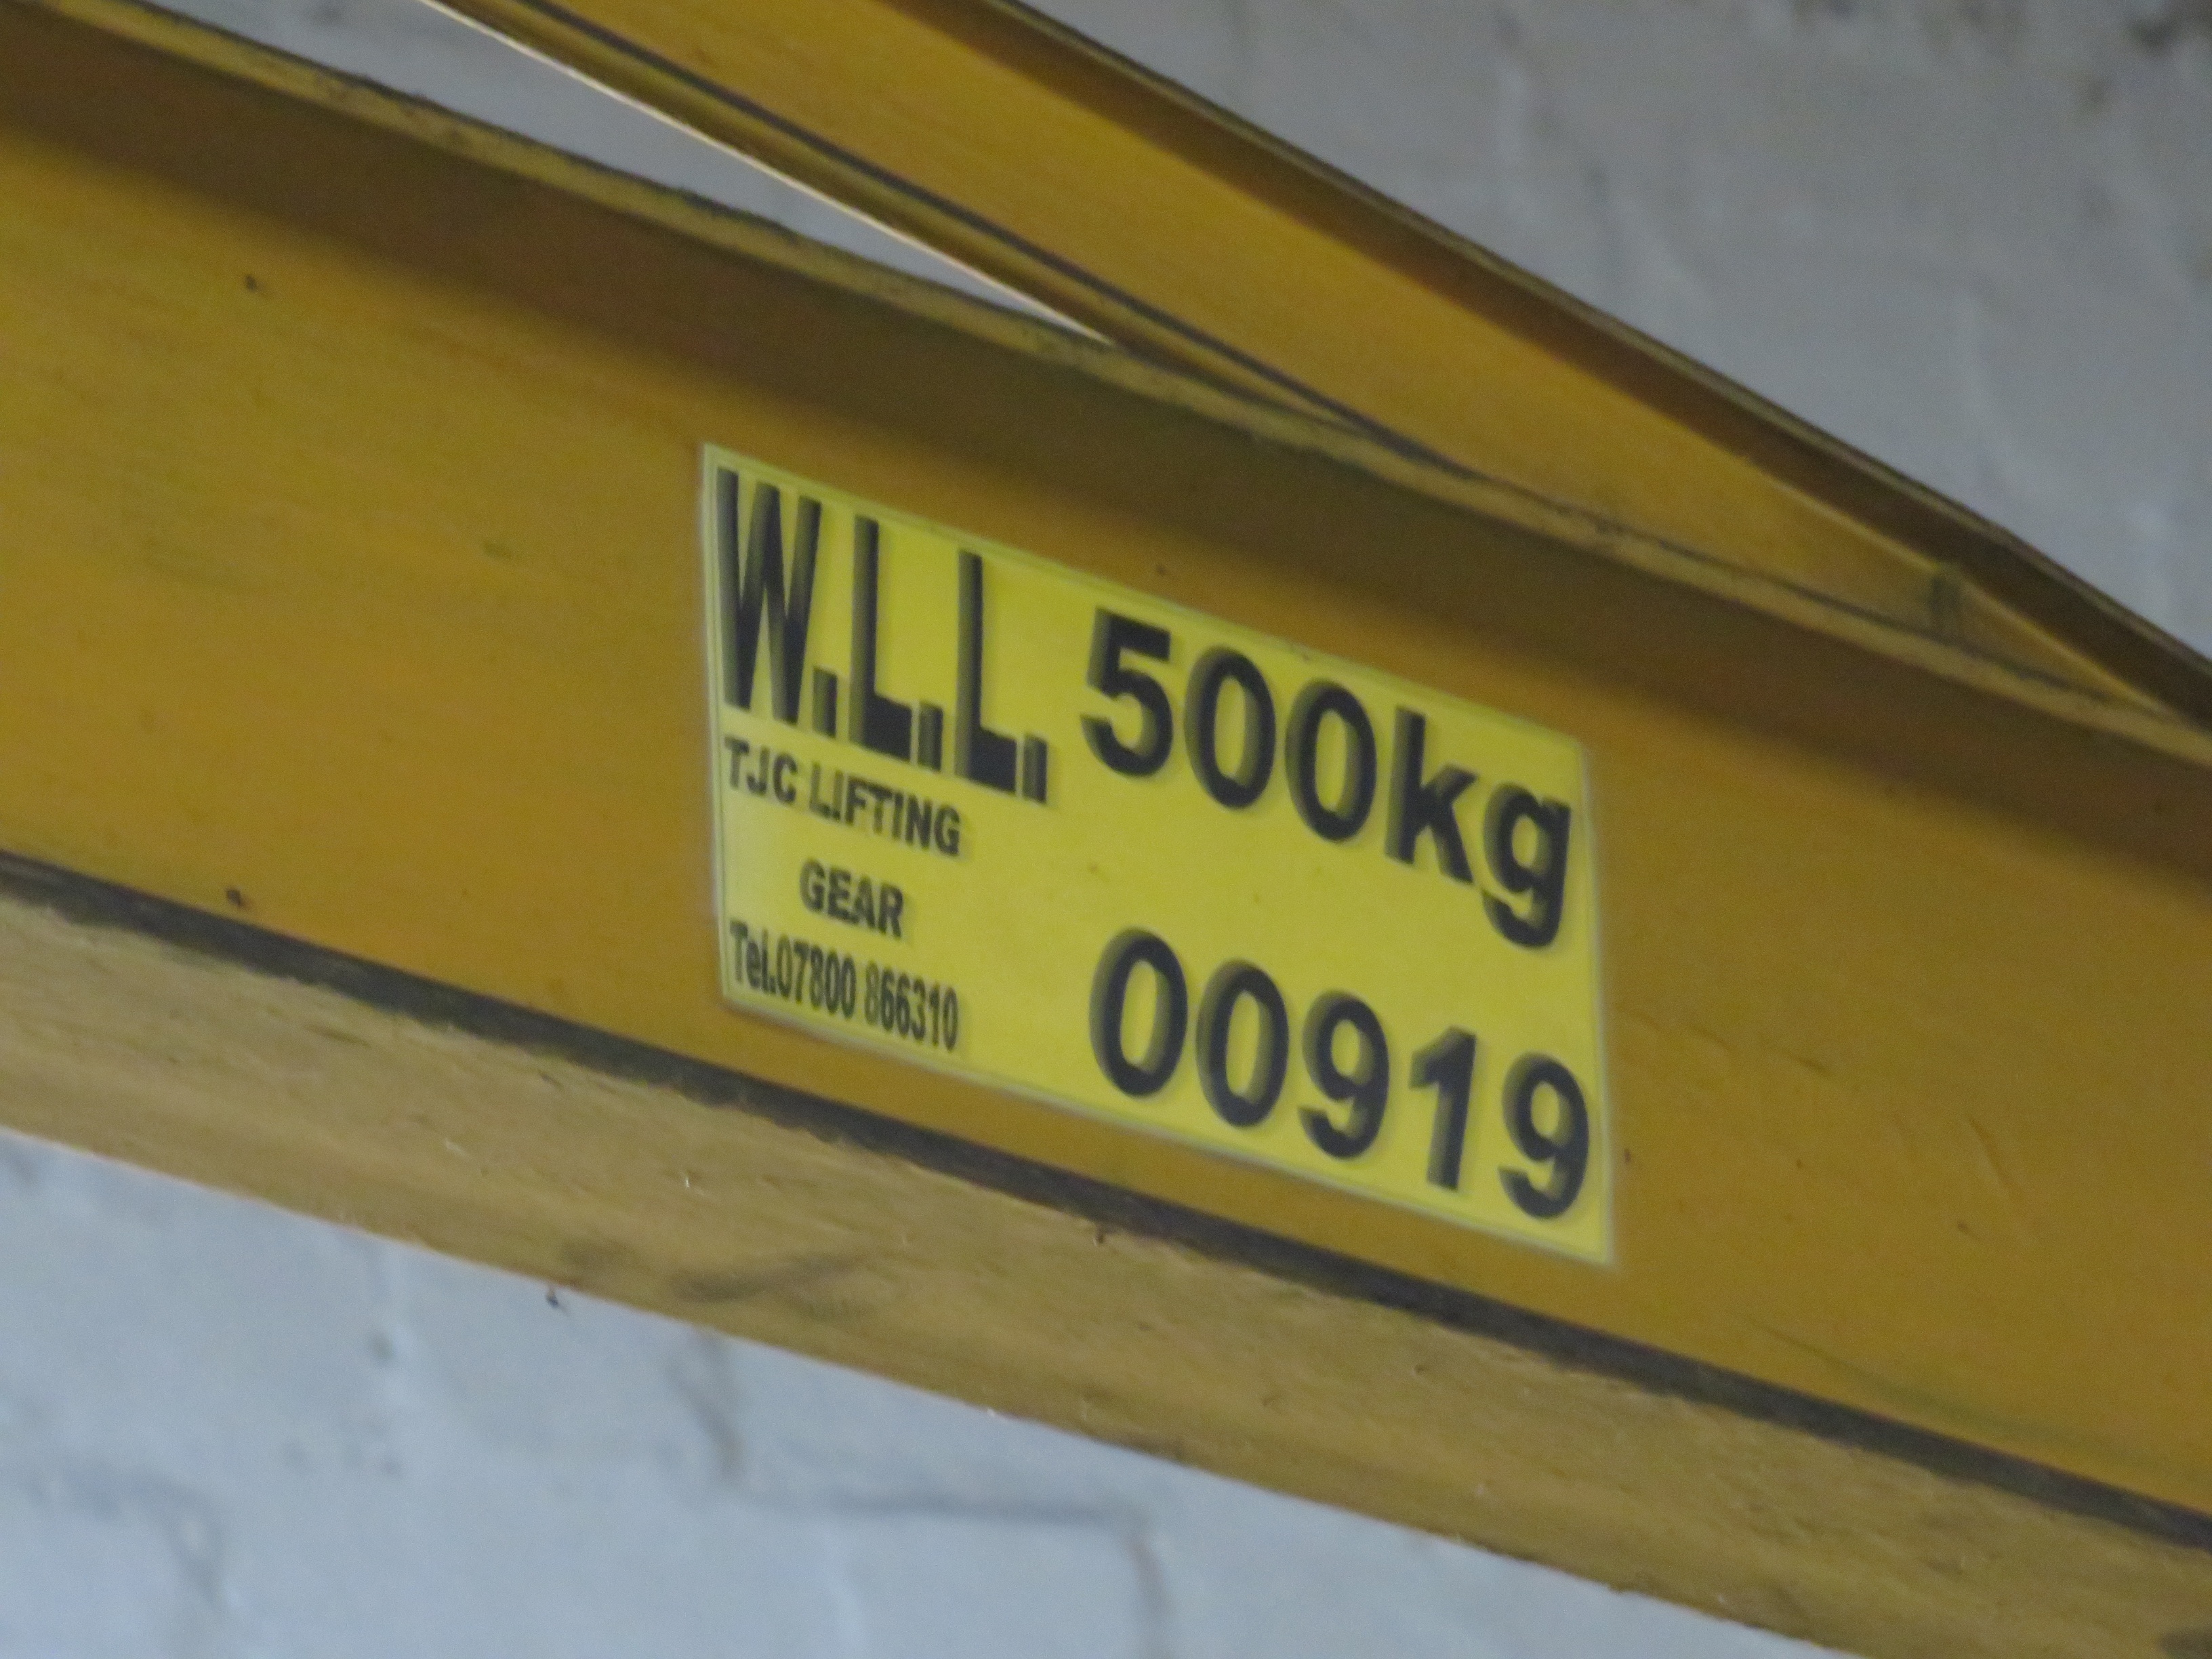 W.L.L. 500kg
TJC LIFTING
GEAR
Tel.07800 866310
00919